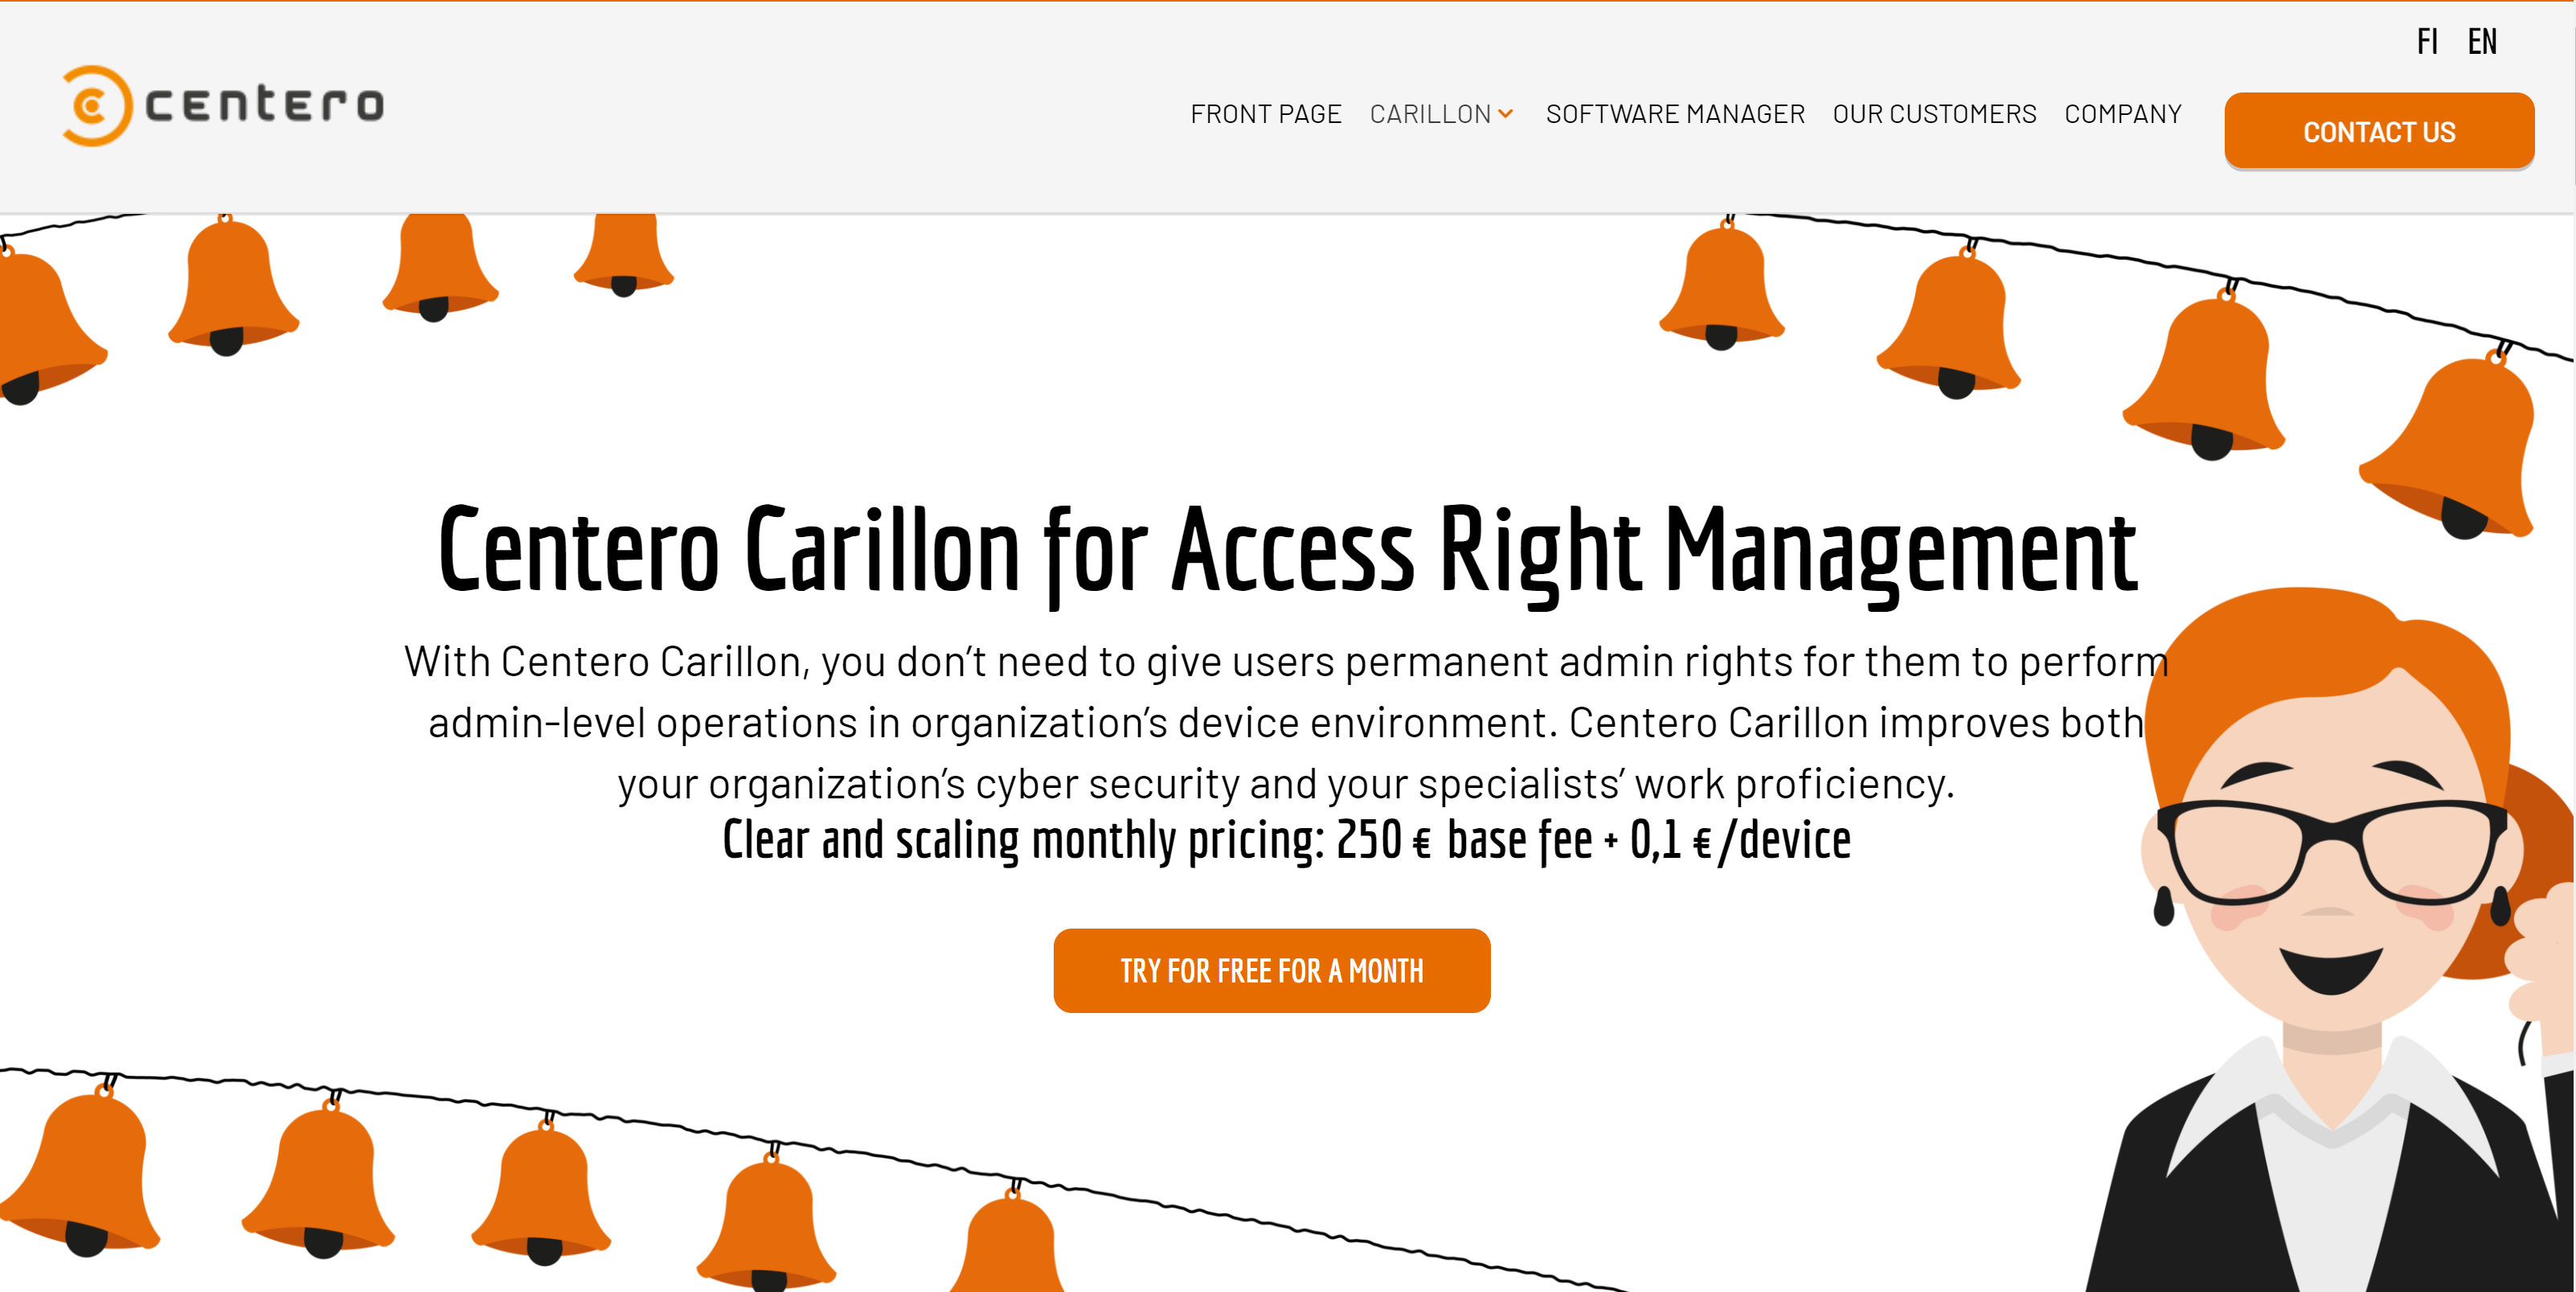 FI EN
centero
FRONT PAGE CARILLON SOFTWARE MANAGER OUR CUSTOMERS COMPANY CONTACT US
Centero Carillon for Access Right Management
With Centero Carillon, you don’t need to give users permanent admin rights for them to perform
admin-level operations in organization’s device environment. Centero Carillon improves both
your organization’s cyber security and your specialists’ work proficiency.
Clear and scaling monthly pricing: 250 € base fee + 0,1 €/device
TRY FOR FREE FOR A MONTH